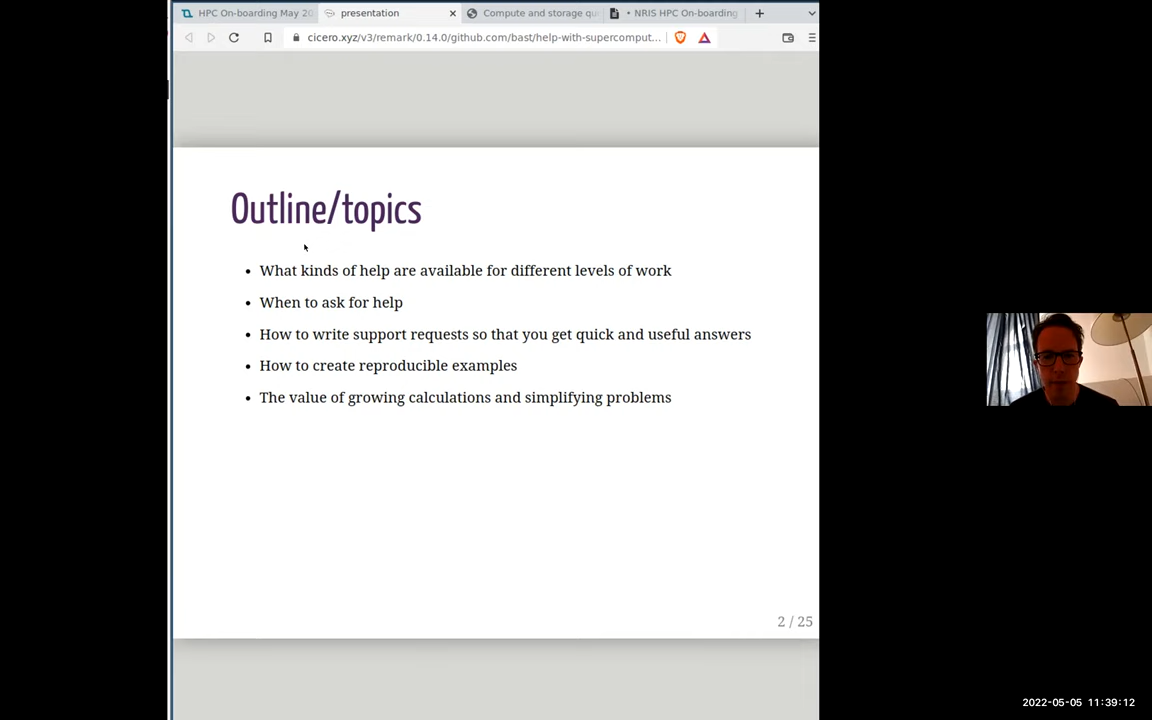 HPC On-boarding May 20
presentation
Compute and storage qu
• NRIS HPC On-boarding
cicero.xyz/v3/remark/0.14.0/github.com/bast/help-with-supercomput...
Outline/topics
• What kinds of help are available for different levels of work
• When to ask for help
• How to write support requests so that you get quick and useful answers
• How to create reproducible examples
• The value of growing calculations and simplifying problems
2 / 25
2022-05-05 11:39:12